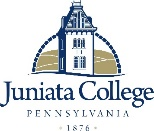 Juniata College
PENNSYLVANIA
· 1876 ·